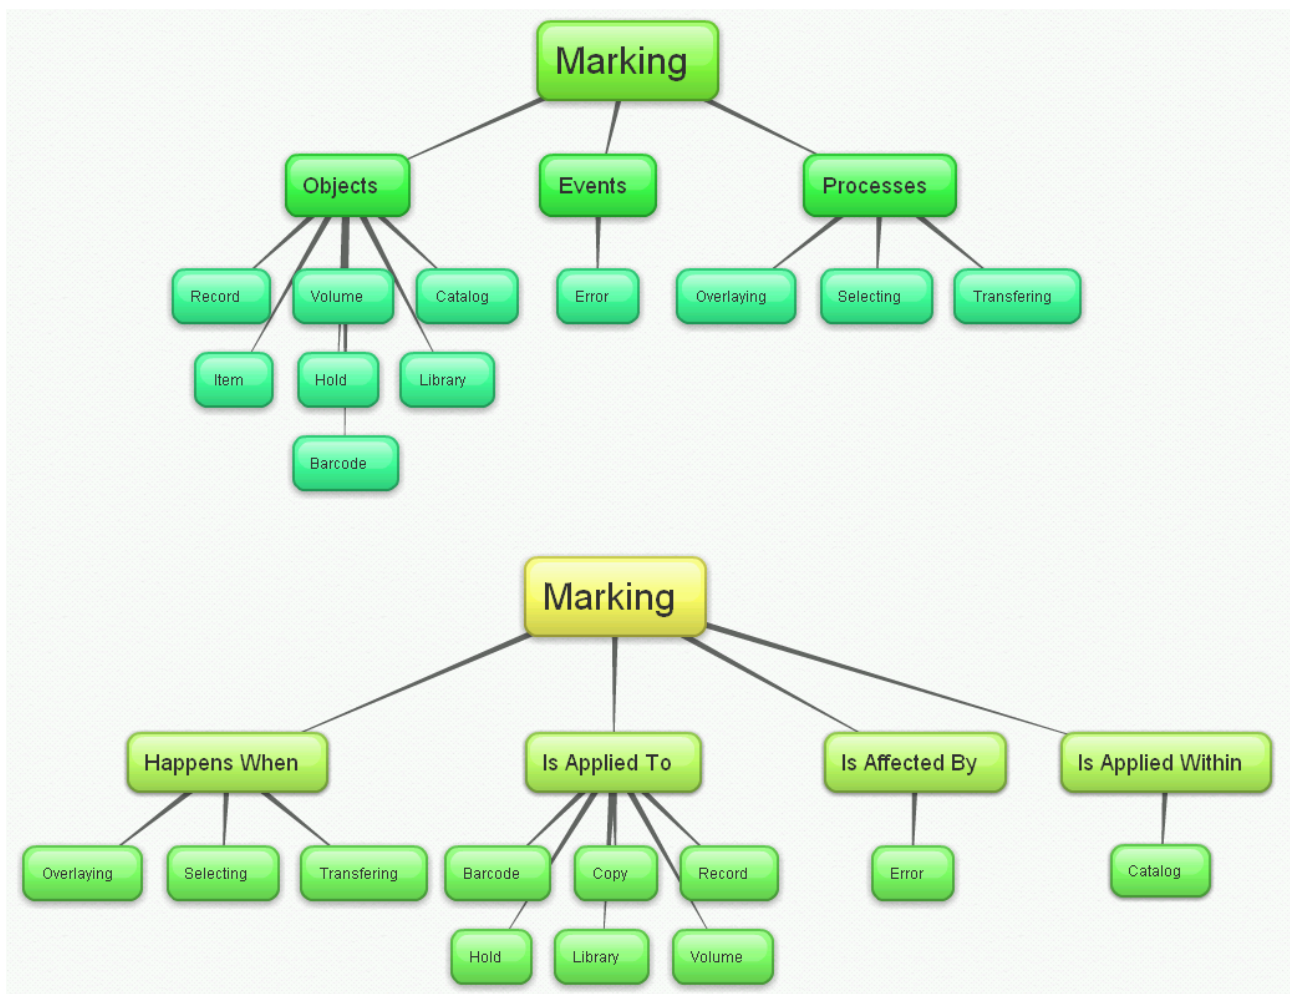 Marking
Objects
Events
Processes
Record
Volume
Catalog
Error
Overlaying
Selecting
Transfering
Item
Hold
Library
Barcode
Marking
Happens When
Is Applied To
Is Affected By
Is Applied Within
Overlaying
Selecting
Transfering
Barcode
Copy
Record
Error
Catalog
Hold
Library
Volume